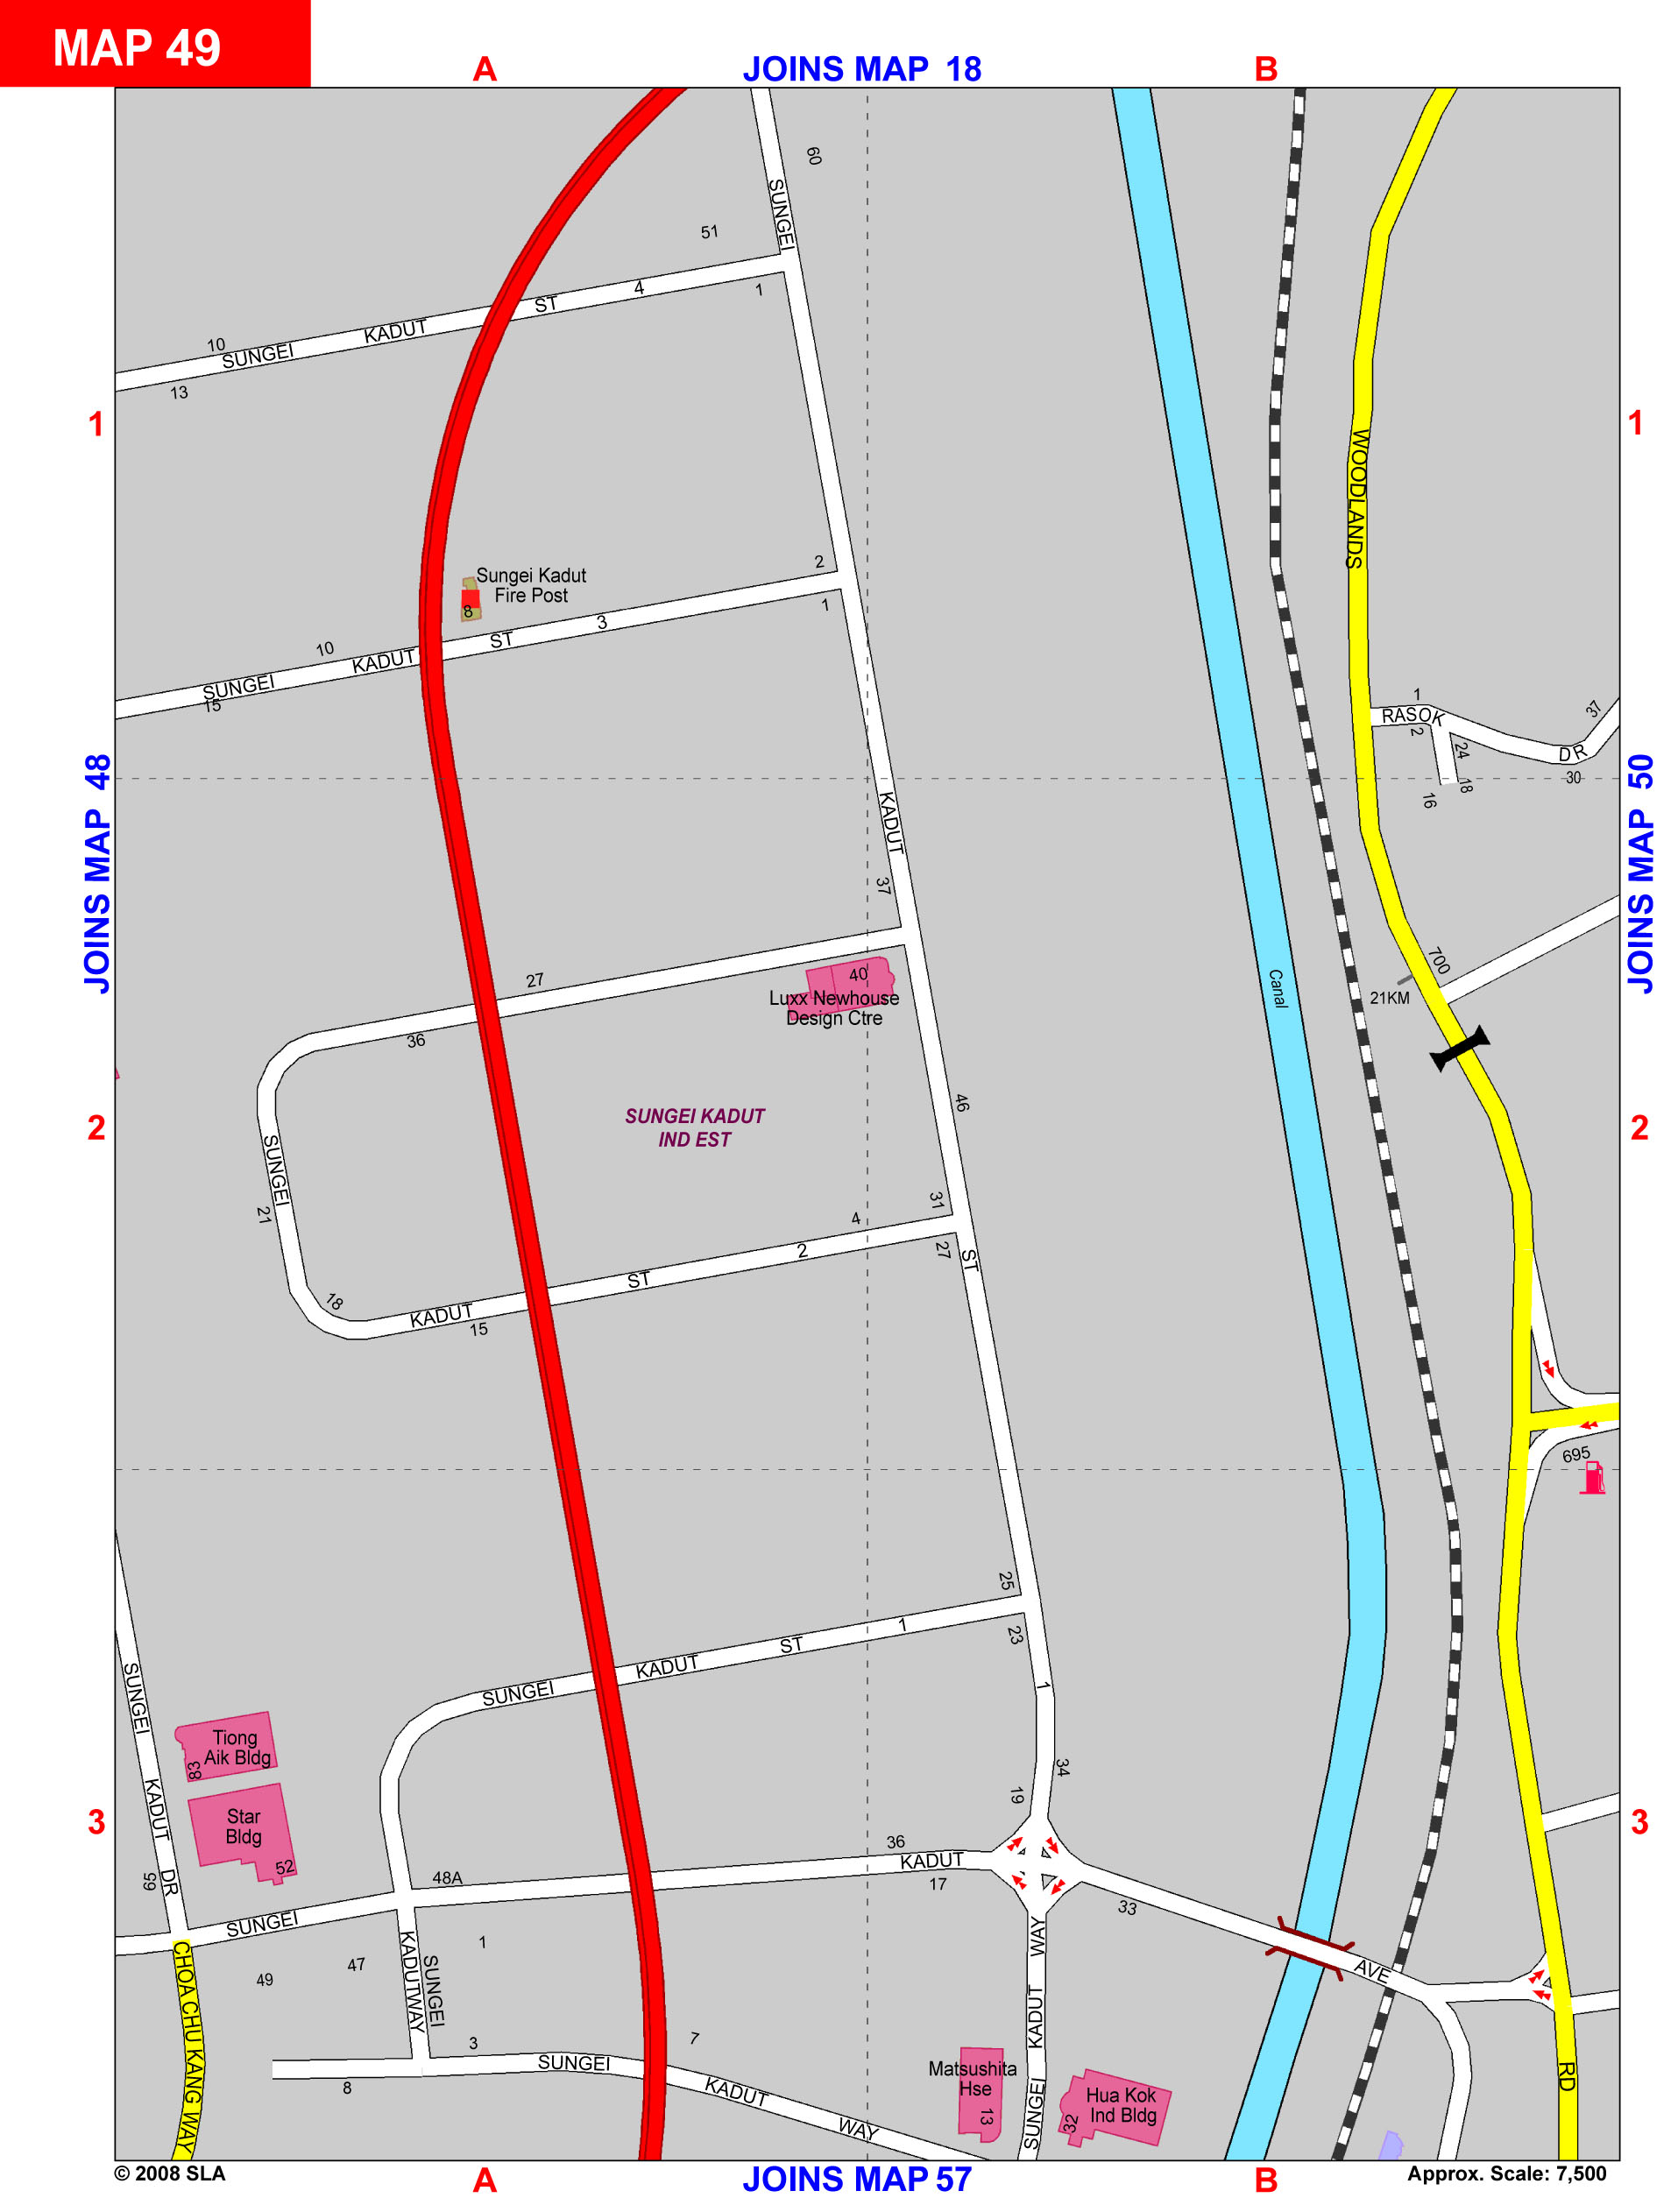 MAP 49
A
JOINS MAP 18
B
60
SUNGEI
51
4
ST
1
KADUT
10
SUNGEI
13
1
1
WOODLANDS
2
Sungei Kadut
Fire Post
8
1
3
ST
10
KADUT
SUNGEI
15
1
RASOK
2
24
DR
37
30
18
16
JOINS MAP 48
JOINS MAP 50
KADUT
37
27
40
Luxx Newhouse
Design Ctre
36
Canal
700
21KM
46
SUNGEI KADUT
IND EST
2
2
SUNGEI
21
31
4
27
2
ST
ST
18
KADUT
15
695
25
23
1
ST
KADUT
SUNGEI
1
SUNGEI
Tiong
Aik Bldg
83
34
19
KADUT
Star
Bldg
52
3
3
36
KADUT
17
48A
65
DR
33
SUNGEI
1
47
49
KADUT WAY
SUNGEI
WAY
AVE
CHOA CHU KANG WAY
KADUT
3
7
SUNGEI
8
KADUT
WAY
Matsushita
Hse
13
SUNGEI
Hua Kok
Ind Bldg
32
RD
© 2008 SLA
A
JOINS MAP 57
B
Approx. Scale: 7,500